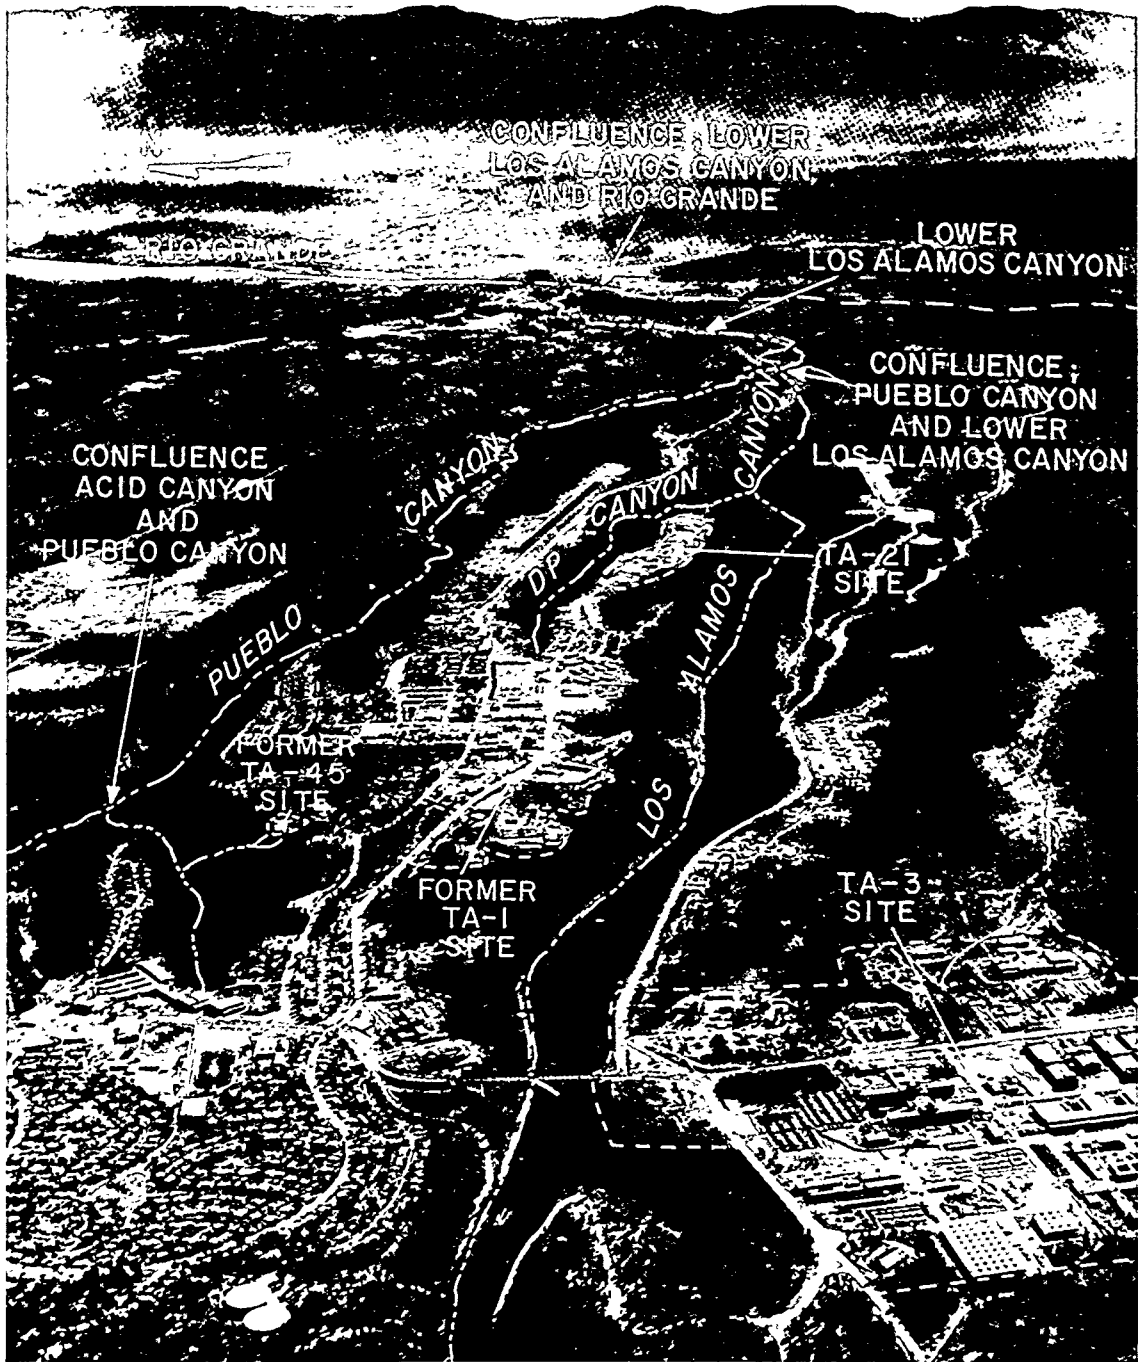 N
CONFLUENCE, LOWER
LOS ALAMOS CANYON
AND RIO GRANDE
RIO GRANDE
LOWER
LOS ALAMOS CANYON
CONFLUENCE,
PUEBLO CANYON
AND LOWER
LOS ALAMOS CANYON
CONFLUENCE
ACID CANYON
AND
PUEBLO CANYON
PUEBLO CANYON
DP CANYON
LOS ALAMOS CANYON
TA-21
SITE
FORMER
TA-45
SITE
FORMER
TA-1
SITE
TA-3
SITE